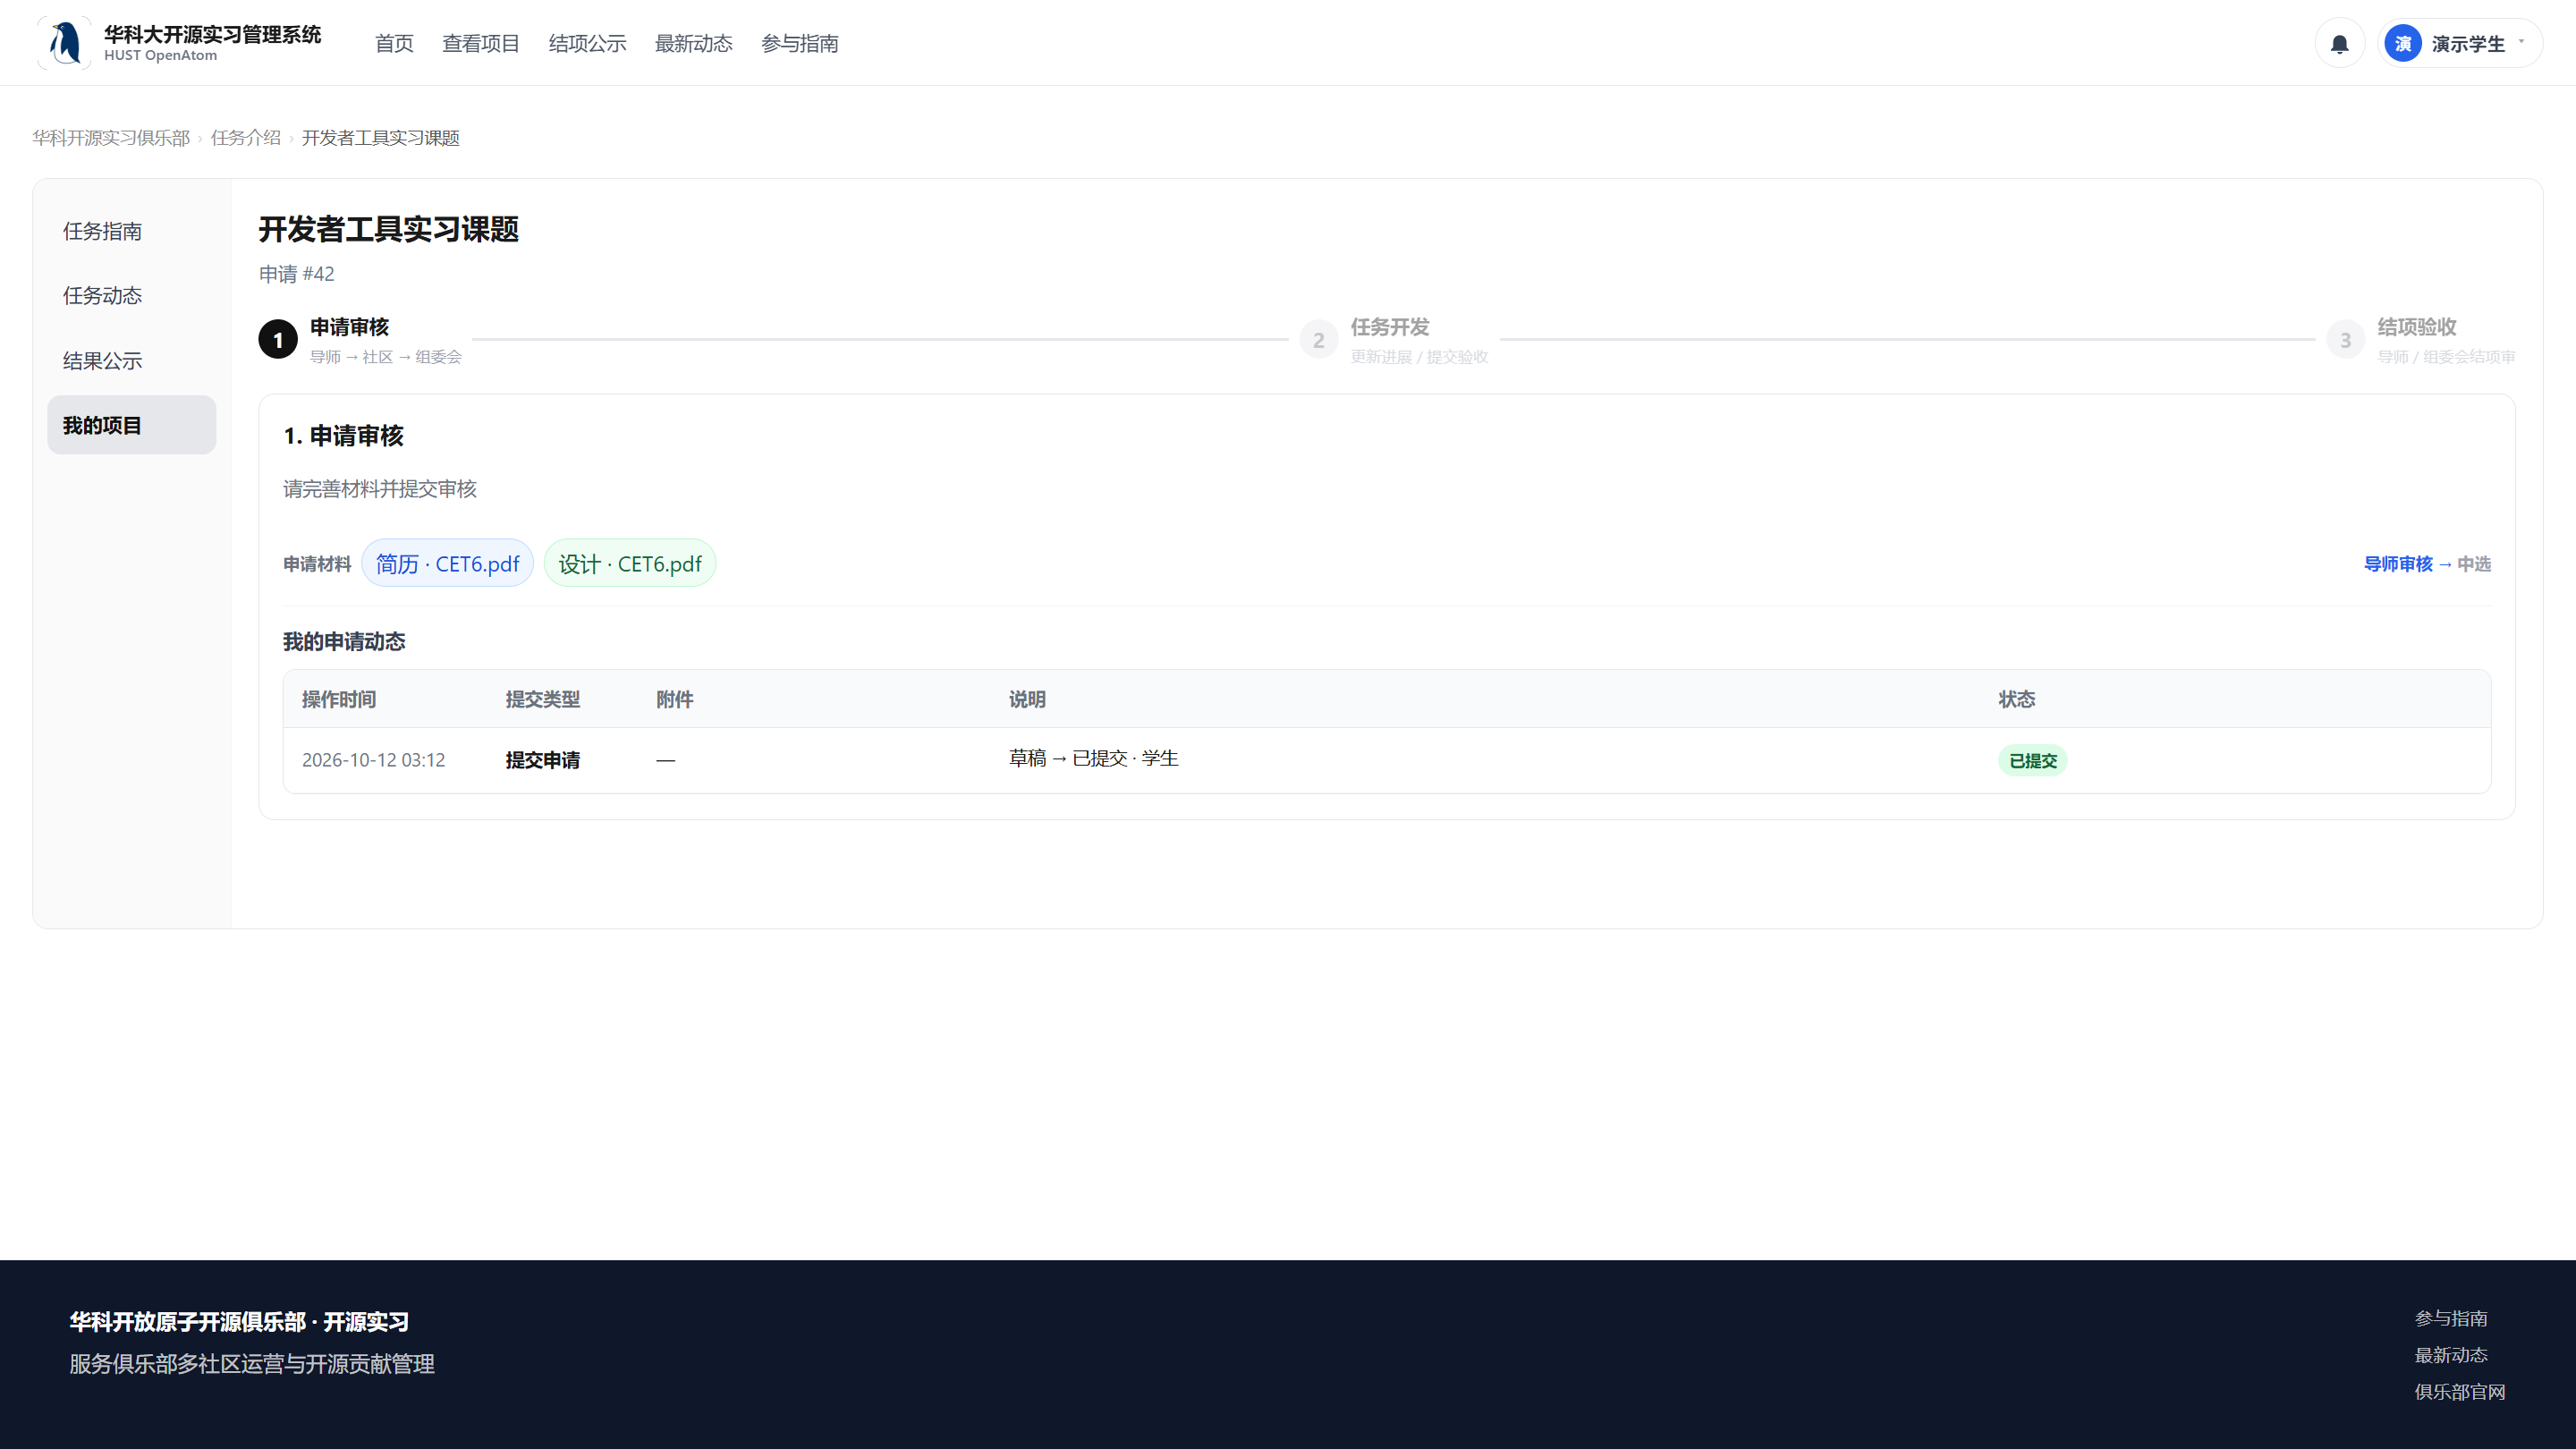 华科大开源实习管理系统
HUST OpenAtom
首页 查看项目 结项公示 最新动态 参与指南
演 演示学生
华科开源实习俱乐部 › 任务介绍 › 开发者工具实习课题
任务指南
任务动态
结果公示
我的项目
开发者工具实习课题
申请 #42
1 申请审核
导师 → 社区 → 组委会
2 任务开发
更新进展 / 提交验收
3 结项验收
导师 / 组委会结项审
1. 申请审核
请完善材料并提交审核
申请材料 简历 · CET6.pdf 设计 · CET6.pdf 导师审核 → 中选
我的申请动态
操作时间 提交类型 附件 说明 状态
2026-10-12 03:12 提交申请 — 草稿 → 已提交 · 学生 已提交
华科开放原子开源俱乐部 · 开源实习
服务俱乐部多社区运营与开源贡献管理
参与指南
最新动态
俱乐部官网